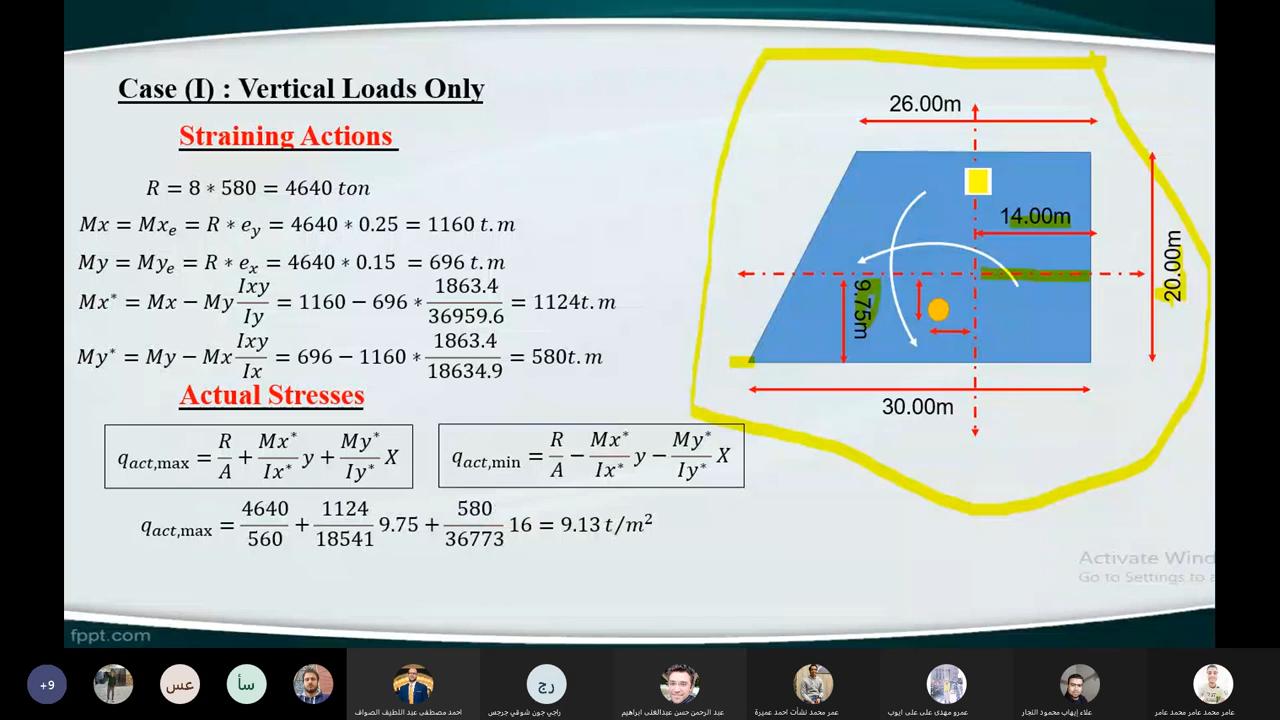 Case (I) : Vertical Loads Only
Straining Actions
R = 8 * 580 = 4640 ton
Mx = Mx_e = R * e_y = 4640 * 0.25 = 1160 t.m
My = My_e = R * e_x = 4640 * 0.15 = 696 t.m
Mx* = Mx − My Ixy/Iy = 1160 − 696 * 1863.4/36959.6 = 1124t.m
My* = My − Mx Ixy/Ix = 696 − 1160 * 1863.4/18634.9 = 580t.m
Actual Stresses
q_act,max = R/A + Mx*/Ix* y + My*/Iy* X
q_act,min = R/A − Mx*/Ix* y − My*/Iy* X
q_act,max = 4640/560 + 1124/18541 9.75 + 580/36773 16 = 9.13 t/m²
26.00m
14.00m
20.00m
9.75m
30.00m
Activate Wind
Go to Settings to a
fppt.com
+9
عس
سأ
احمد مصطفى عبد اللطيف الصواف
رج
راجي جون شوقي جرجس
عبد الرحمن حسن عبدالغلى ابراهيم
عمر محمد نشأت احمد عميرة
عمرو مهدى على على ايوب
علاء إيهاب محمود النجار
عامر محمد عامر محمد عامر